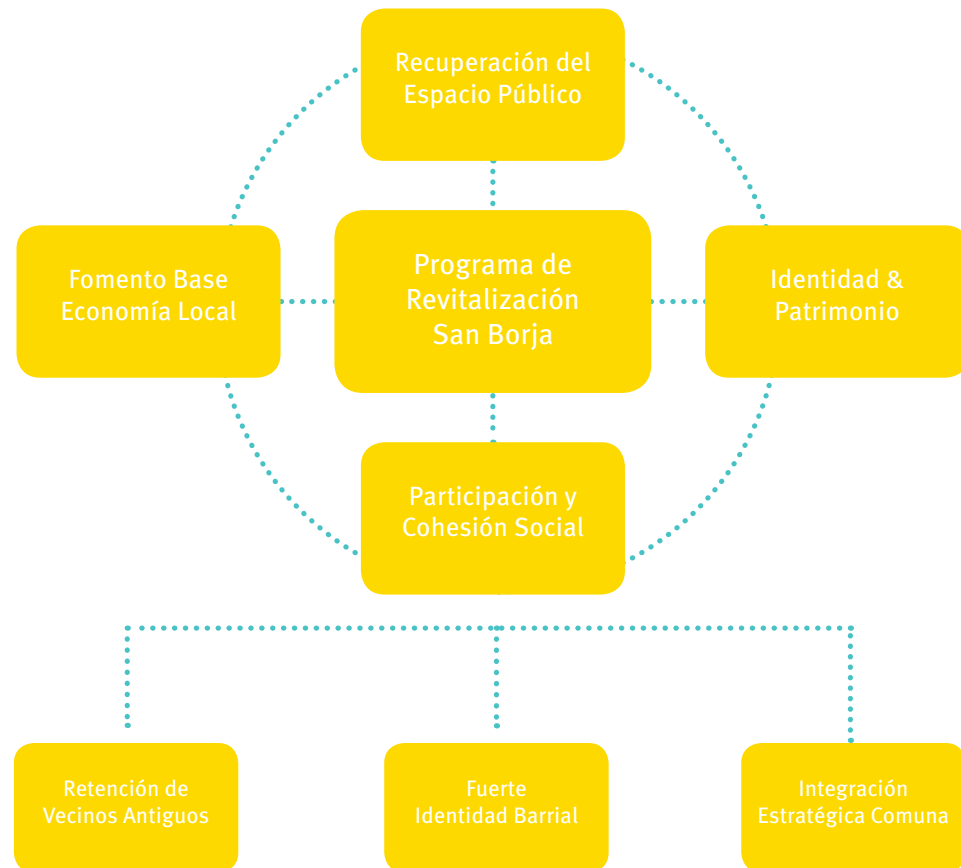 Recuperación del
Espacio Público
Fomento Base
Economía Local
Programa de
Revitalización
San Borja
Identidad &
Patrimonio
Participación y
Cohesión Social
Retención de
Vecinos Antiguos
Fuerte
Identidad Barrial
Integración
Estratégica Comuna